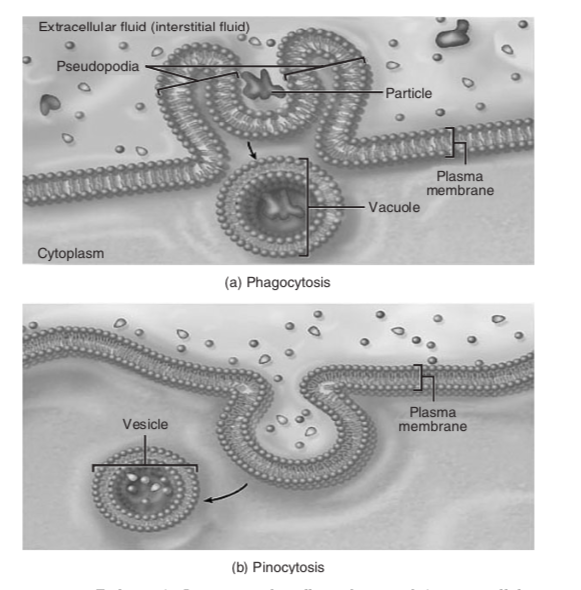 Extracellular fluid (interstitial fluid)
Pseudopodia
Particle
Plasma
membrane
Vacuole
Cytoplasm
(a) Phagocytosis
Vesicle
Plasma
membrane
(b) Pinocytosis